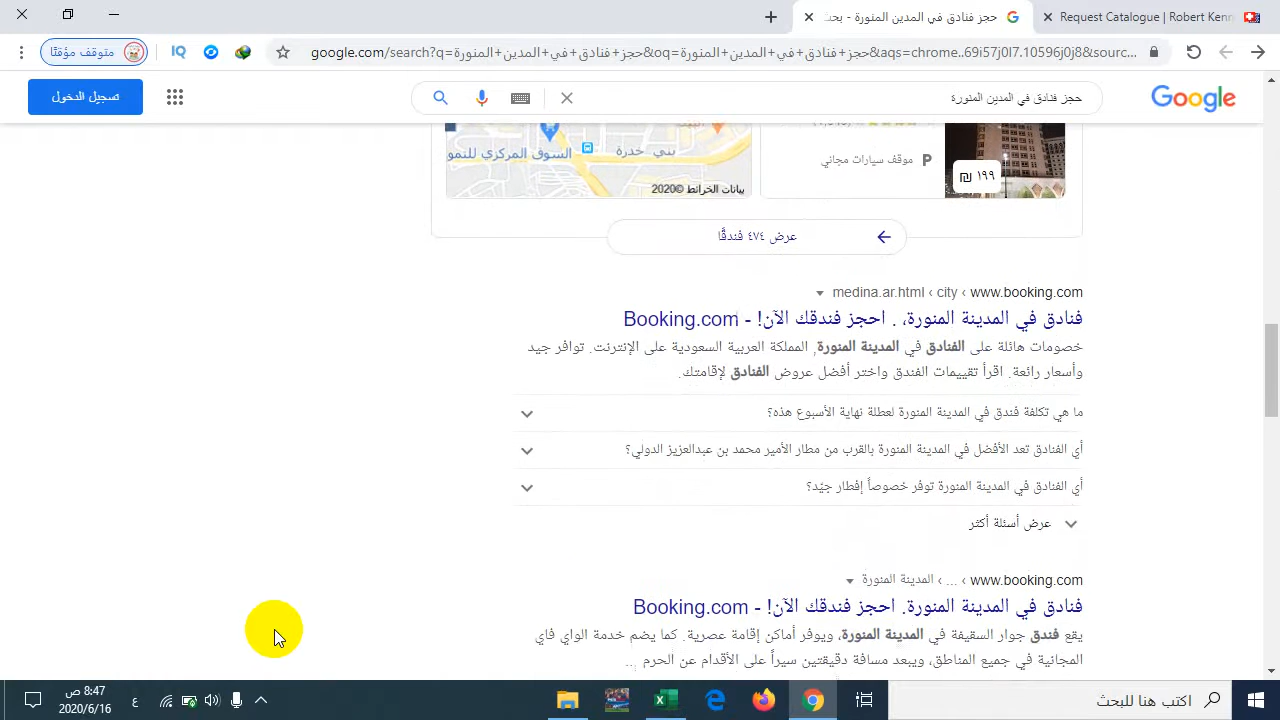 حجز فنادق في المدين المنورة - بحث
Request Catalogue | Robert Kenn
متوقف مؤقتًا
google.com/search?q=حجز+فنادق+في+المدين+المنورة&oq=حجز+فنادق+في+المدين+المنورة&aqs=chrome..69i57j0l7.10596j0j8&sourc...
Google
حجز فنادق في المدين المنورة
تسجيل الدخول
موقف سيارات مجاني
P
١٩٩ ₪
بني خدرة
السوق المركزي للتمو
بيانات الخرائط ©2020
عرض ٤٧٤ فندقًا
www.booking.com › city › medina.ar.html
فنادق في المدينة المنورة، . احجز فندقك الآن! - Booking.com
خصومات هائلة على الفنادق في المدينة المنورة, المملكة العربية السعودية على الإنترنت. توافر جيد
وأسعار رائعة. اقرأ تقييمات الفندق واختر أفضل عروض الفنادق لإقامتك.
ما هي تكلفة فندق في المدينة المنورة لعطلة نهاية الأسبوع هذه؟
أي الفنادق تعد الأفضل في المدينة المنورة بالقرب من مطار الأمير محمد بن عبدالعزيز الدولي؟
أي الفنادق في المدينة المنورة توفر خصوصاً إفطار جيّد؟
عرض أسئلة أكثر
www.booking.com › ... › المدينة المنورة
فنادق في المدينة المنورة. احجز فندقك الآن! - Booking.com
يقع فندق جوار السقيفة في المدينة المنورة، ويوفر أماكن إقامة عصرية. كما يضم خدمة الواي فاي
المجانية في جميع المناطق، ويبعد مسافة دقيقتين سيراً على الأقدام عن الحرم ...
اكتب هنا للبحث
ع
8:47 ص
2020/6/16